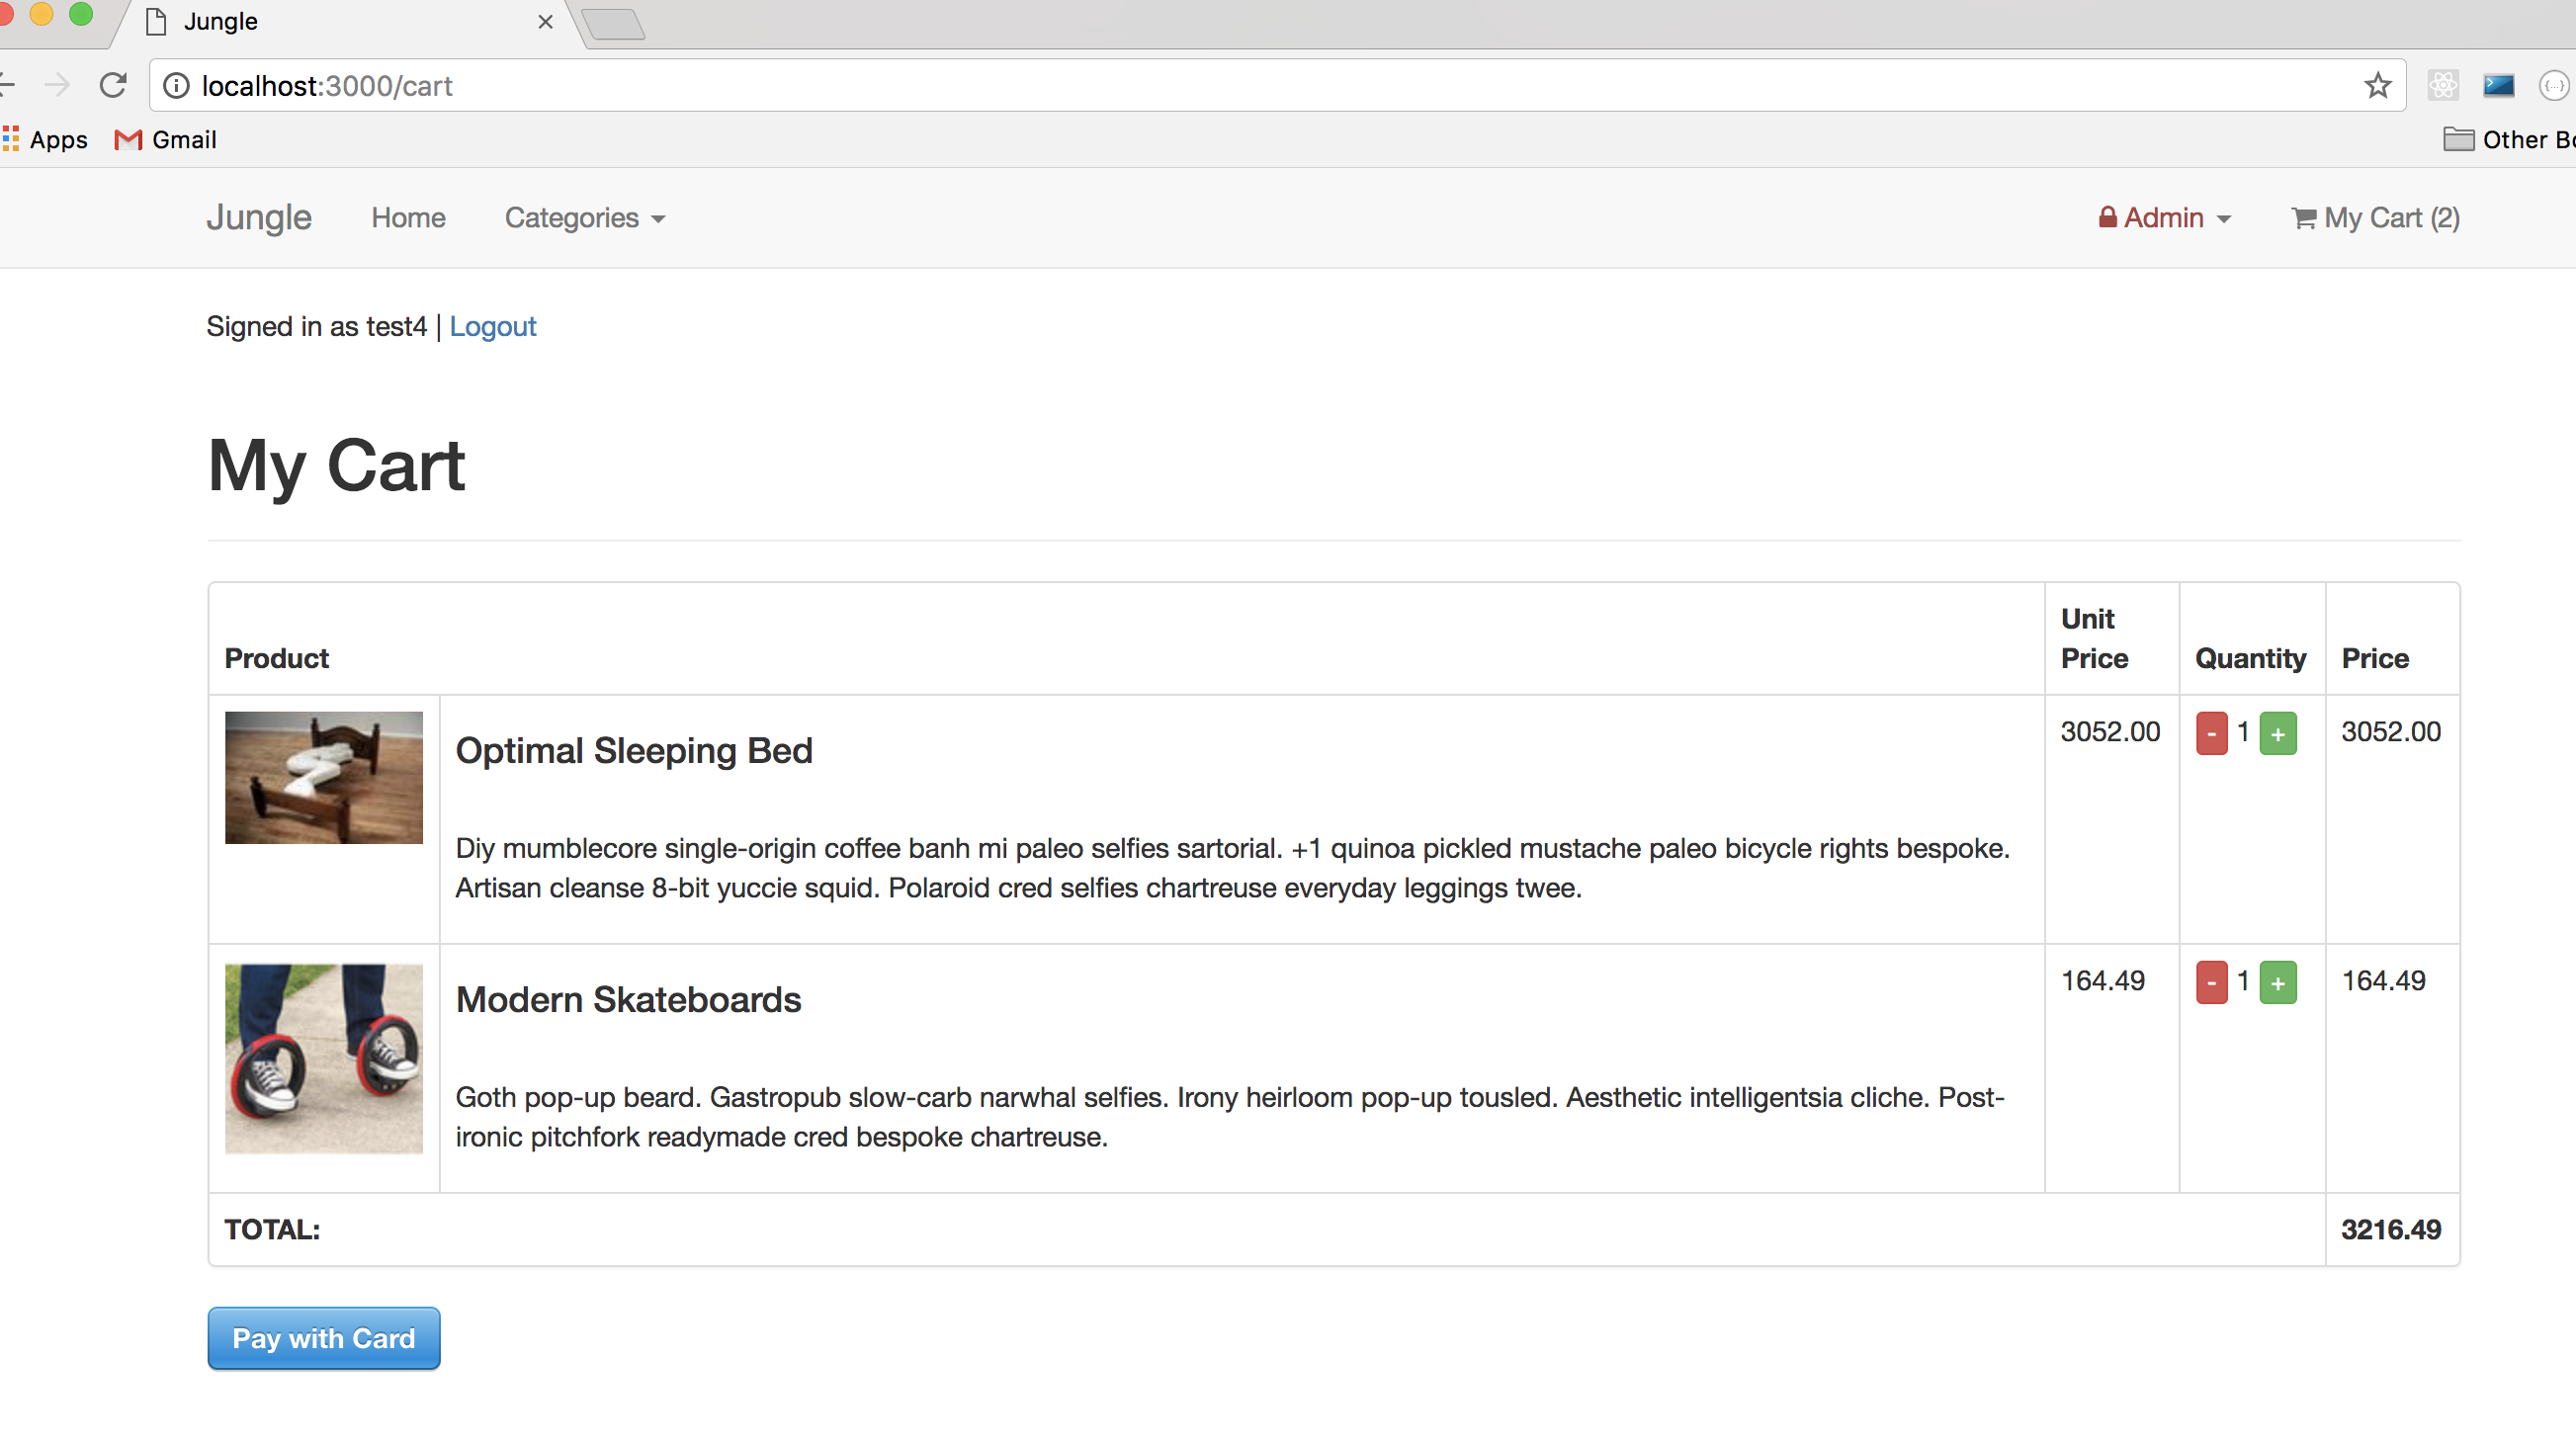 Jungle
localhost:3000/cart
Apps Gmail Other Bo
Jungle Home Categories Admin My Cart (2)
Signed in as test4 | Logout
My Cart
Product Unit Price Quantity Price
Optimal Sleeping Bed 3052.00 - 1 + 3052.00
Diy mumblecore single-origin coffee banh mi paleo selfies sartorial. +1 quinoa pickled mustache paleo bicycle rights bespoke.
Artisan cleanse 8-bit yuccie squid. Polaroid cred selfies chartreuse everyday leggings twee.
Modern Skateboards 164.49 - 1 + 164.49
Goth pop-up beard. Gastropub slow-carb narwhal selfies. Irony heirloom pop-up tousled. Aesthetic intelligentsia cliche. Post-
ironic pitchfork readymade cred bespoke chartreuse.
TOTAL: 3216.49
Pay with Card